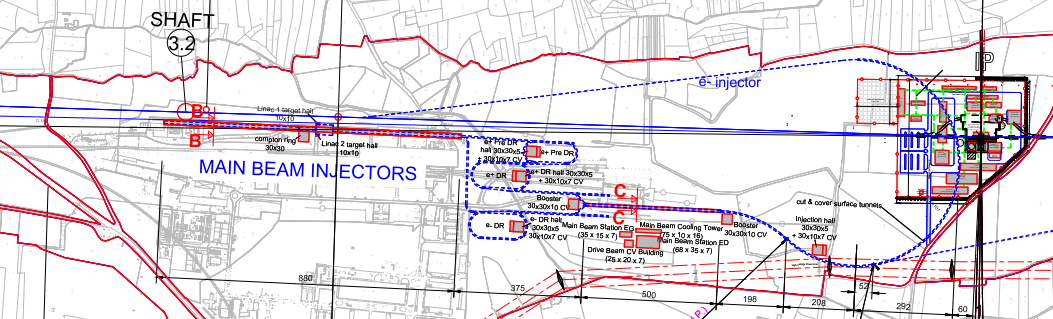 SHAFT
3.2
IP
e- injector
B
B
Linac 1 target hall
10x10
compton ring
30x30
Linac 2 target hall
10x10
MAIN BEAM INJECTORS
e+ Pre DR
hall 30x30x5
+ 30x10x7 CV
e+ Pre DR
e+ DR
e+ DR hall 30x30x5
+ 30x10x7 CV
Booster
30x30x10 CV
C
C
e- DR
e- DR hall
30x30x5
30x10x7 CV
Main Beam Station EG
(35 x 15 x 7)
Main Beam Cooling Tower
(75 x 10 x 16)
Booster
30x30x10 CV
Main Beam Station ED
(68 x 35 x 7)
Drive Beam CV Building
(25 x 20 x 7)
cut & cover surface tunnels
Injection hall
30x30x5
+ 30x10x7 CV
880
375
500
198
208
52
292
60